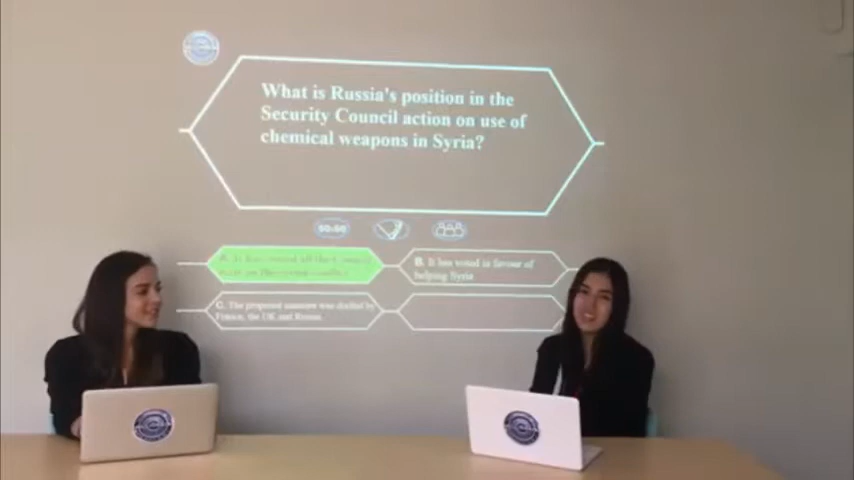 What is Russia's position in the
Security Council action on use of
chemical weapons in Syria?
50:50
B. It has voted in favour of
helping Syria
C. The proposed measure was drafted by
France, the UK and Russia